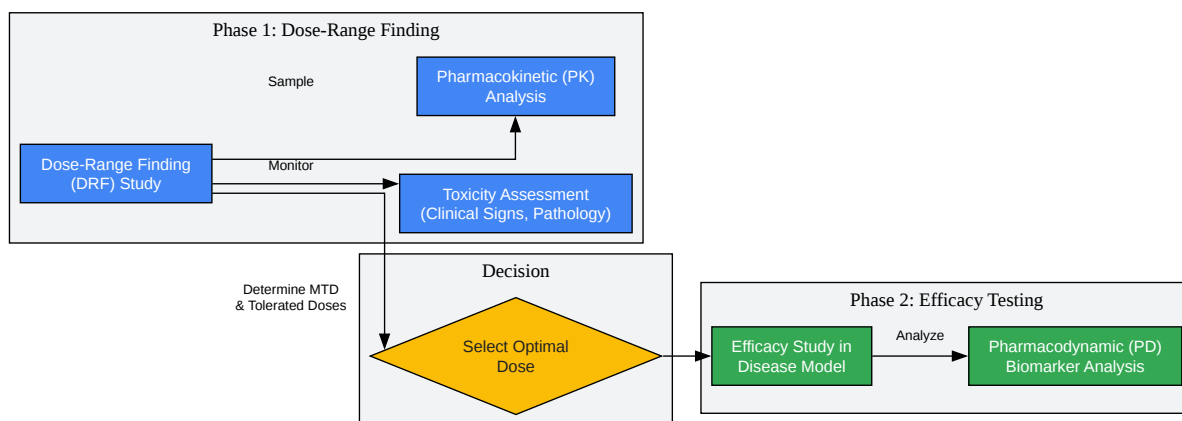 Phase 1: Dose-Range Finding
Sample
Pharmacokinetic (PK)
Analysis
Dose-Range Finding
(DRF) Study
Monitor
Toxicity Assessment
(Clinical Signs, Pathology)
Determine MTD
& Tolerated Doses
Decision
Select Optimal
Dose
Phase 2: Efficacy Testing
Efficacy Study in
Disease Model
Analyze
Pharmacodynamic (PD)
Biomarker Analysis